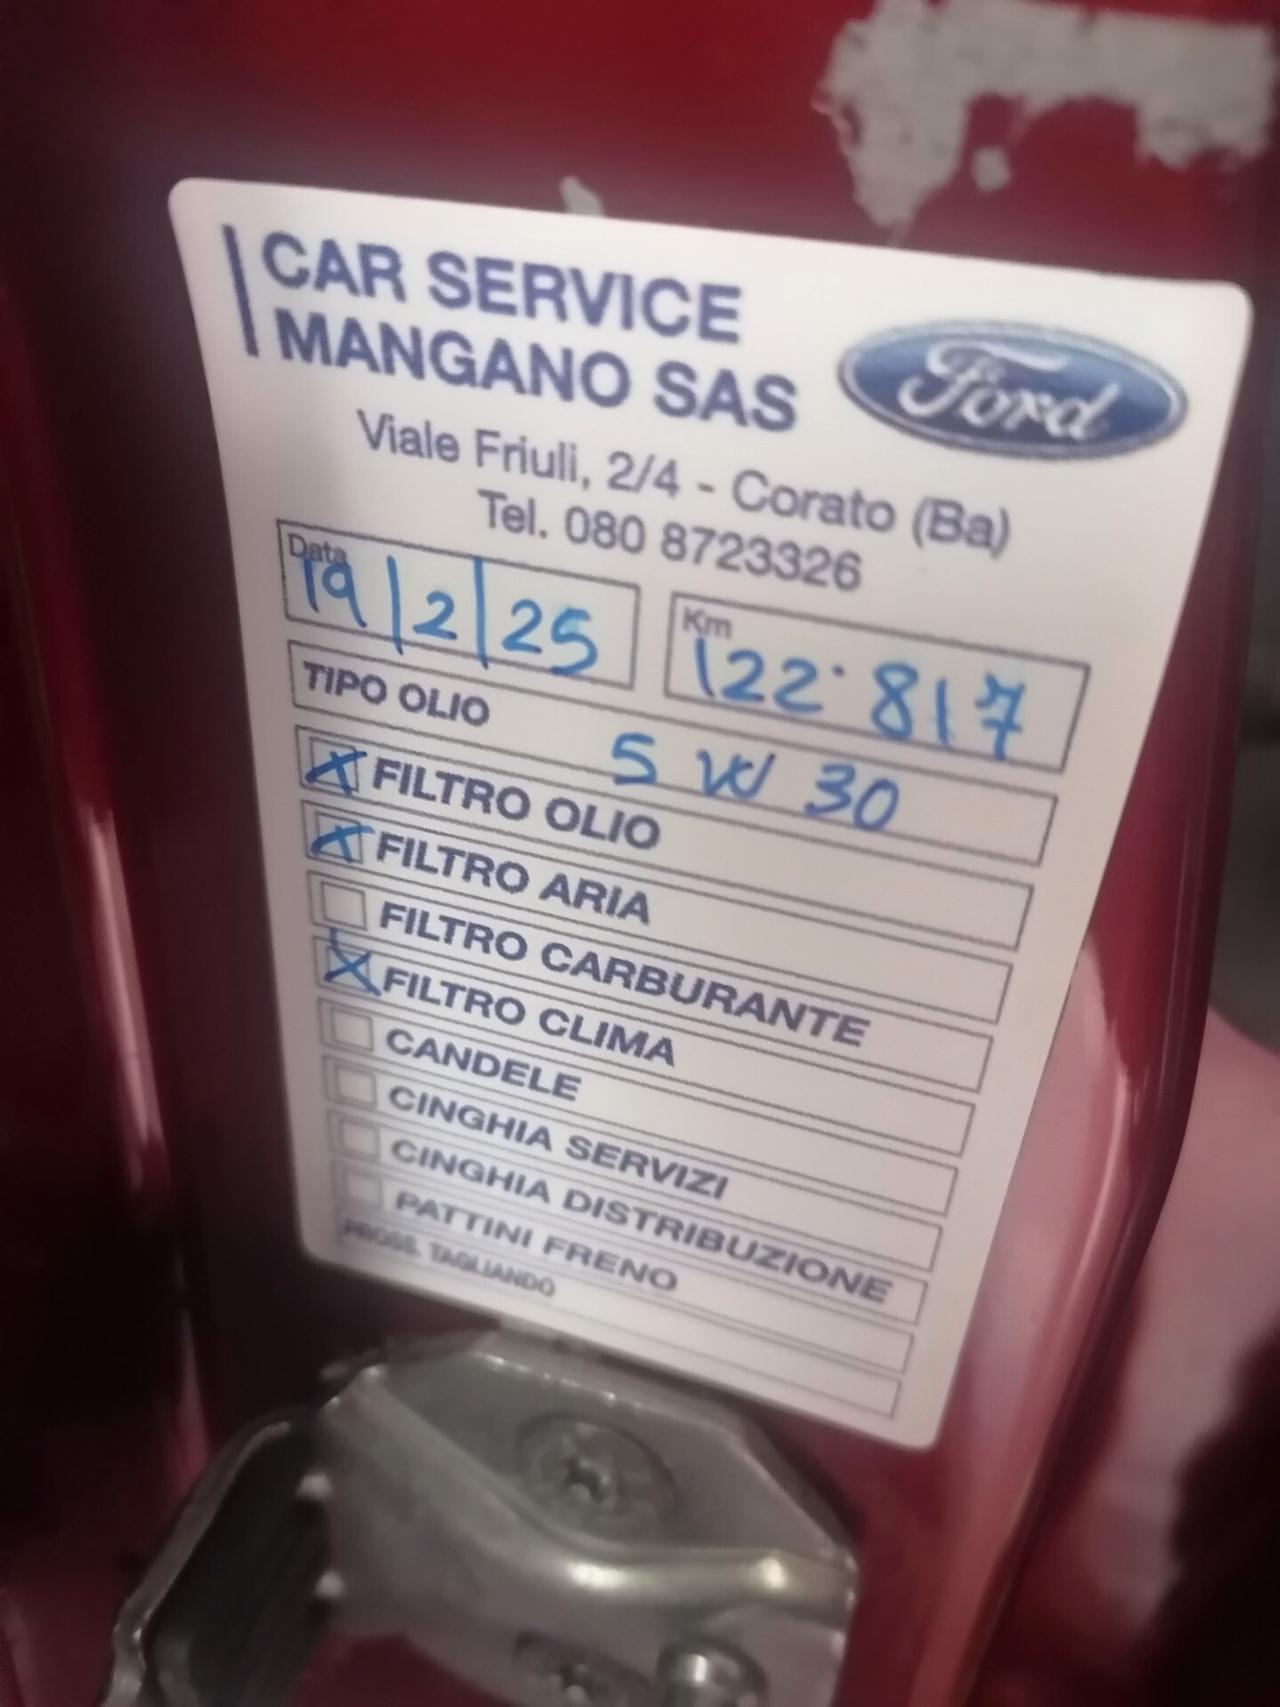 CAR SERVICE
MANGANO SAS
Ford
Viale Friuli, 2/4 - Corato (Ba)
Tel. 080 8723326
Data 19/2/25
Km 122.817
TIPO OLIO 5W30
X FILTRO OLIO
X FILTRO ARIA
FILTRO CARBURANTE
X FILTRO CLIMA
CANDELE
CINGHIA SERVIZI
CINGHIA DISTRIBUZIONE
PATTINI FRENO
PROSS. TAGLIANDO